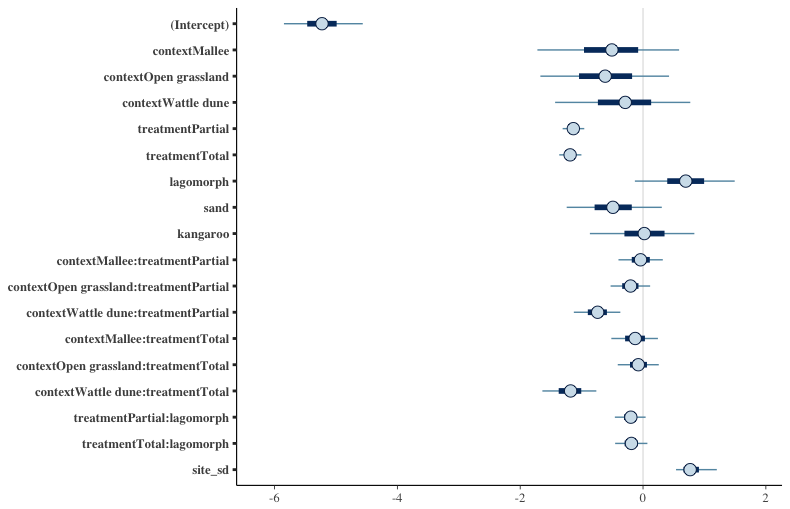 (Intercept)
contextMallee
contextOpen grassland
contextWattle dune
treatmentPartial
treatmentTotal
lagomorph
sand
kangaroo
contextMallee:treatmentPartial
contextOpen grassland:treatmentPartial
contextWattle dune:treatmentPartial
contextMallee:treatmentTotal
contextOpen grassland:treatmentTotal
contextWattle dune:treatmentTotal
treatmentPartial:lagomorph
treatmentTotal:lagomorph
site_sd
-6 -4 -2 0 2